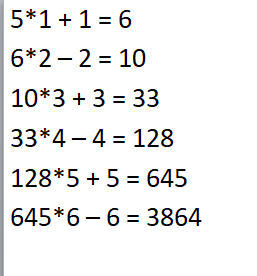 5*1 + 1 = 6
6*2 – 2 = 10
10*3 + 3 = 33
33*4 – 4 = 128
128*5 + 5 = 645
645*6 – 6 = 3864